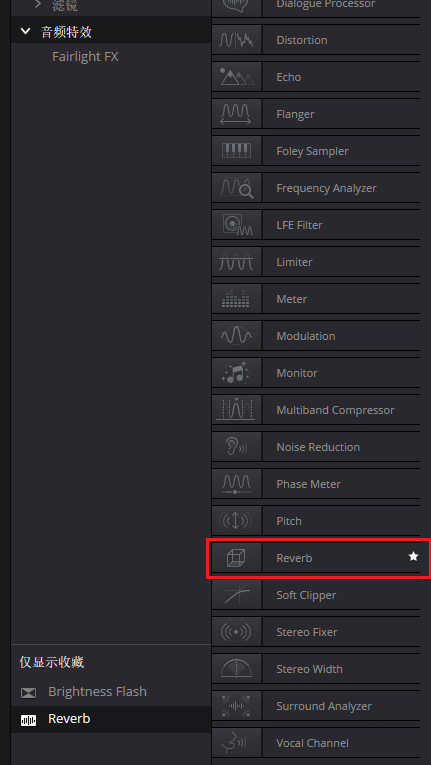 滤镜
音频特效
Fairlight FX
仅显示收藏
Brightness Flash
Reverb
Dialogue Processor
Distortion
Echo
Flanger
Foley Sampler
Frequency Analyzer
LFE Filter
Limiter
Meter
Modulation
Monitor
Multiband Compressor
Noise Reduction
Phase Meter
Pitch
Reverb
Soft Clipper
Stereo Fixer
Stereo Width
Surround Analyzer
Vocal Channel